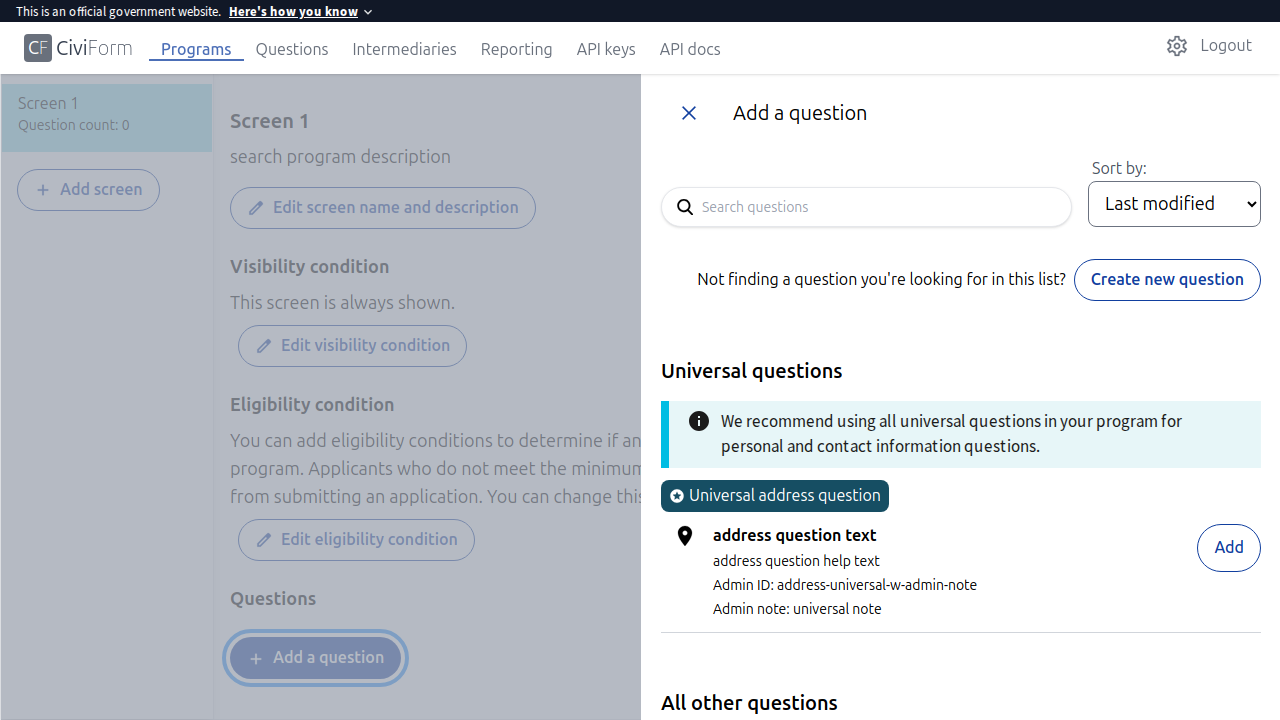 This is an official government website. Here's how you know
CF CiviForm Programs Questions Intermediaries Reporting API keys API docs Logout
Screen 1
Question count: 0
Add screen
Screen 1
search program description
Edit screen name and description
Visibility condition
This screen is always shown.
Edit visibility condition
Eligibility condition
You can add eligibility conditions to determine if an
program. Applicants who do not meet the minimum
from submitting an application. You can change this
Edit eligibility condition
Questions
Add a question
Add a question
Sort by:
Search questions
Last modified
Not finding a question you're looking for in this list? Create new question
Universal questions
We recommend using all universal questions in your program for
personal and contact information questions.
Universal address question
address question text
address question help text
Admin ID: address-universal-w-admin-note
Admin note: universal note
Add
All other questions